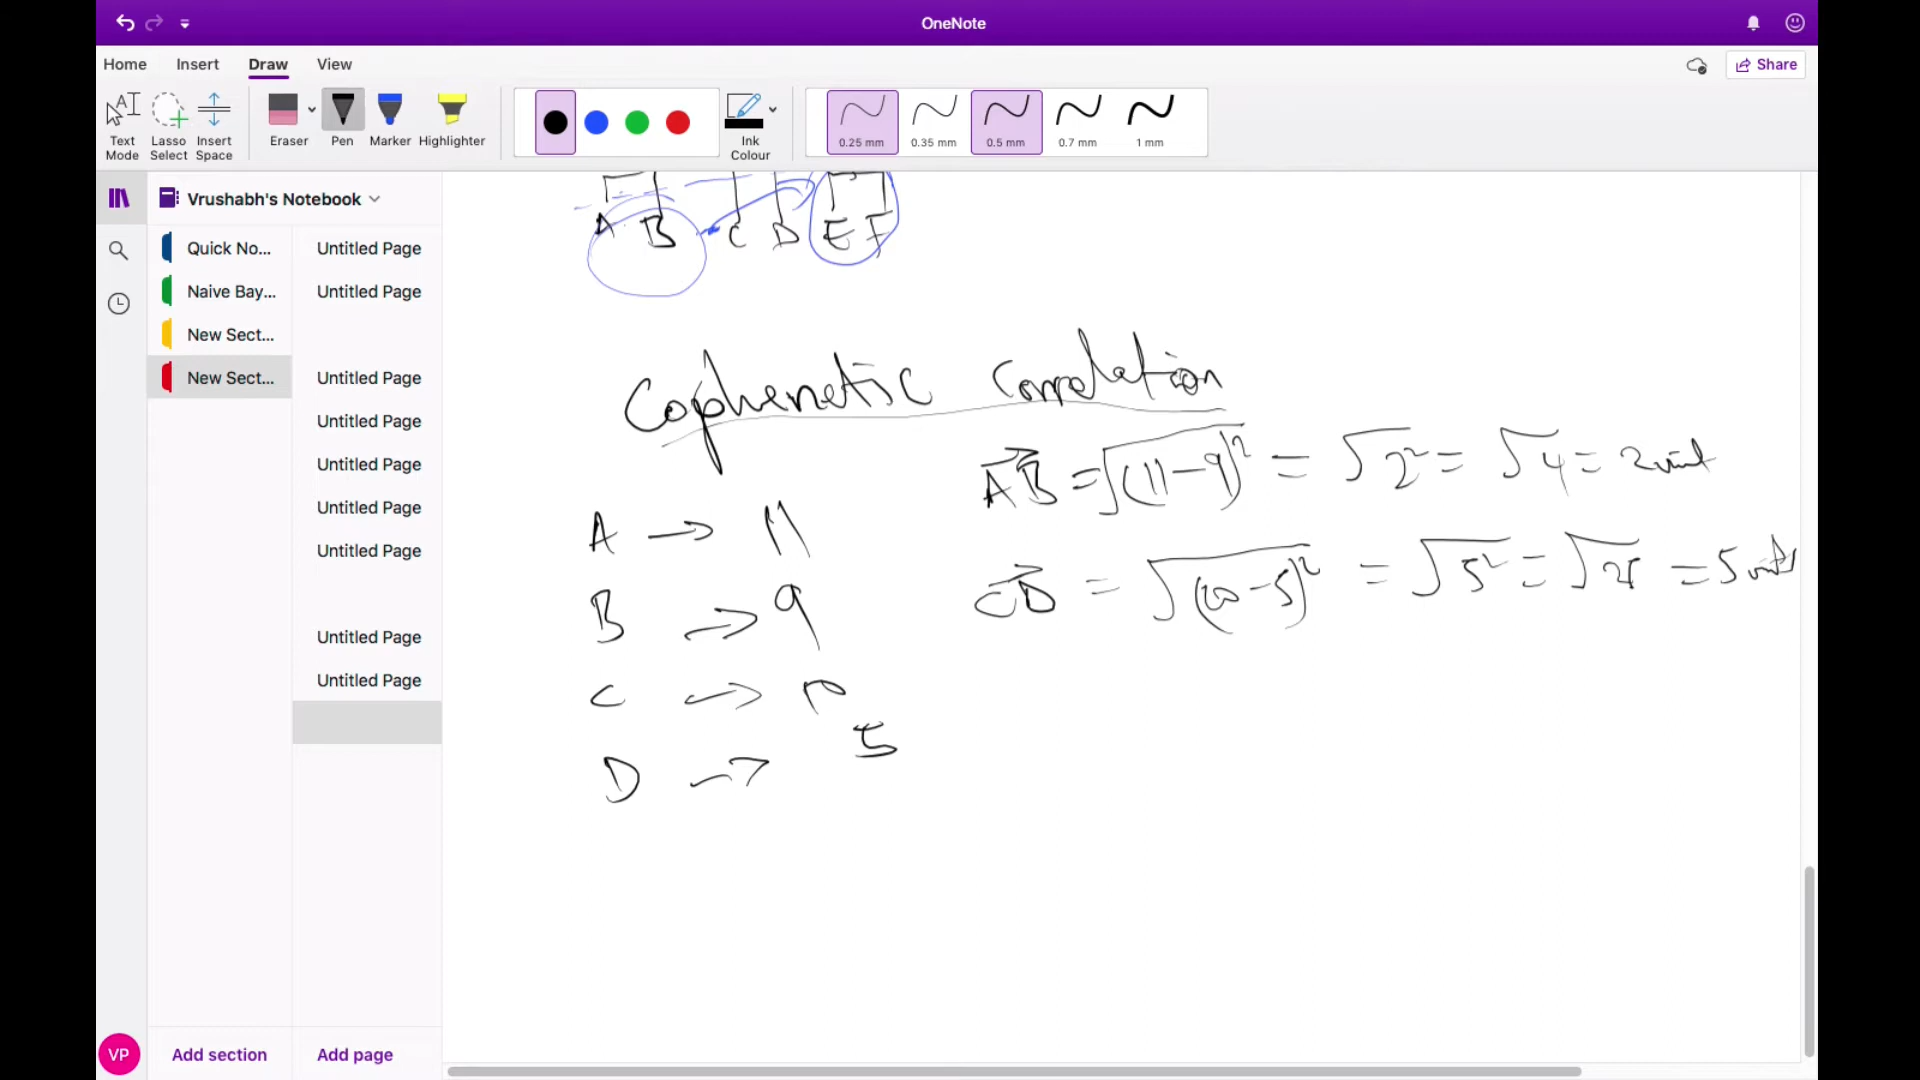 OneNote
Home Insert Draw View
Share
Text Mode
Lasso Select
Insert Space
Eraser
Pen
Marker
Highlighter
Ink Colour
0.25 mm
0.35 mm
0.5 mm
0.7 mm
1 mm
Vrushabh's Notebook
Quick No...
Naive Bay...
New Sect...
New Sect...
Untitled Page
Untitled Page
Untitled Page
Untitled Page
Untitled Page
Untitled Page
Untitled Page
Untitled Page
Untitled Page
A B C D E F
Cophenetic Correlation
AB = √(11-9)² = √2² = √4 = 2 unit
A → 11
CD = √(10-5)² = √5² = √25 = 5 units
B → 9
C → 10
D → 5
VP
Add section
Add page